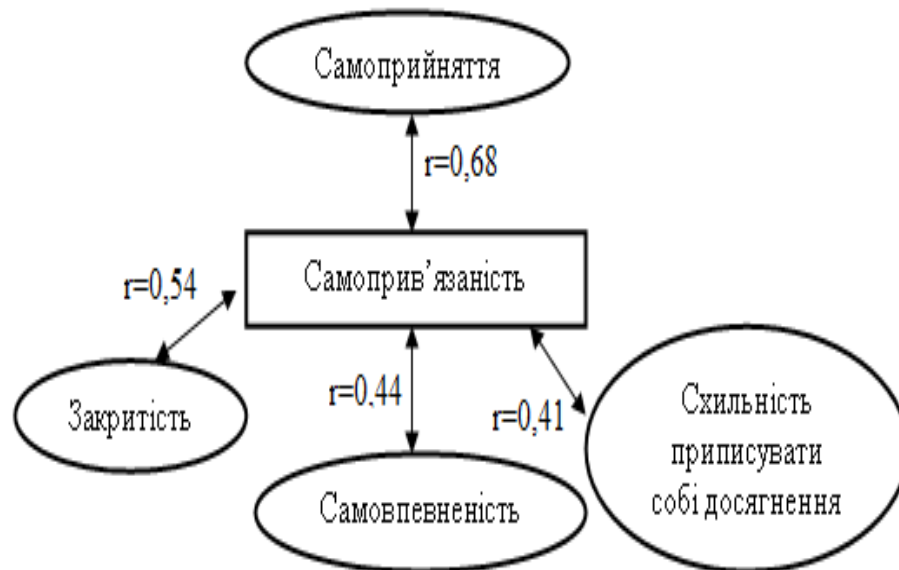 Самоприйняття
r=0,68
Самоприв’язаність
r=0,54
Закритість
r=0,44
r=0,41
Самовпевненість
Схильність
приписувати
собі досягнення